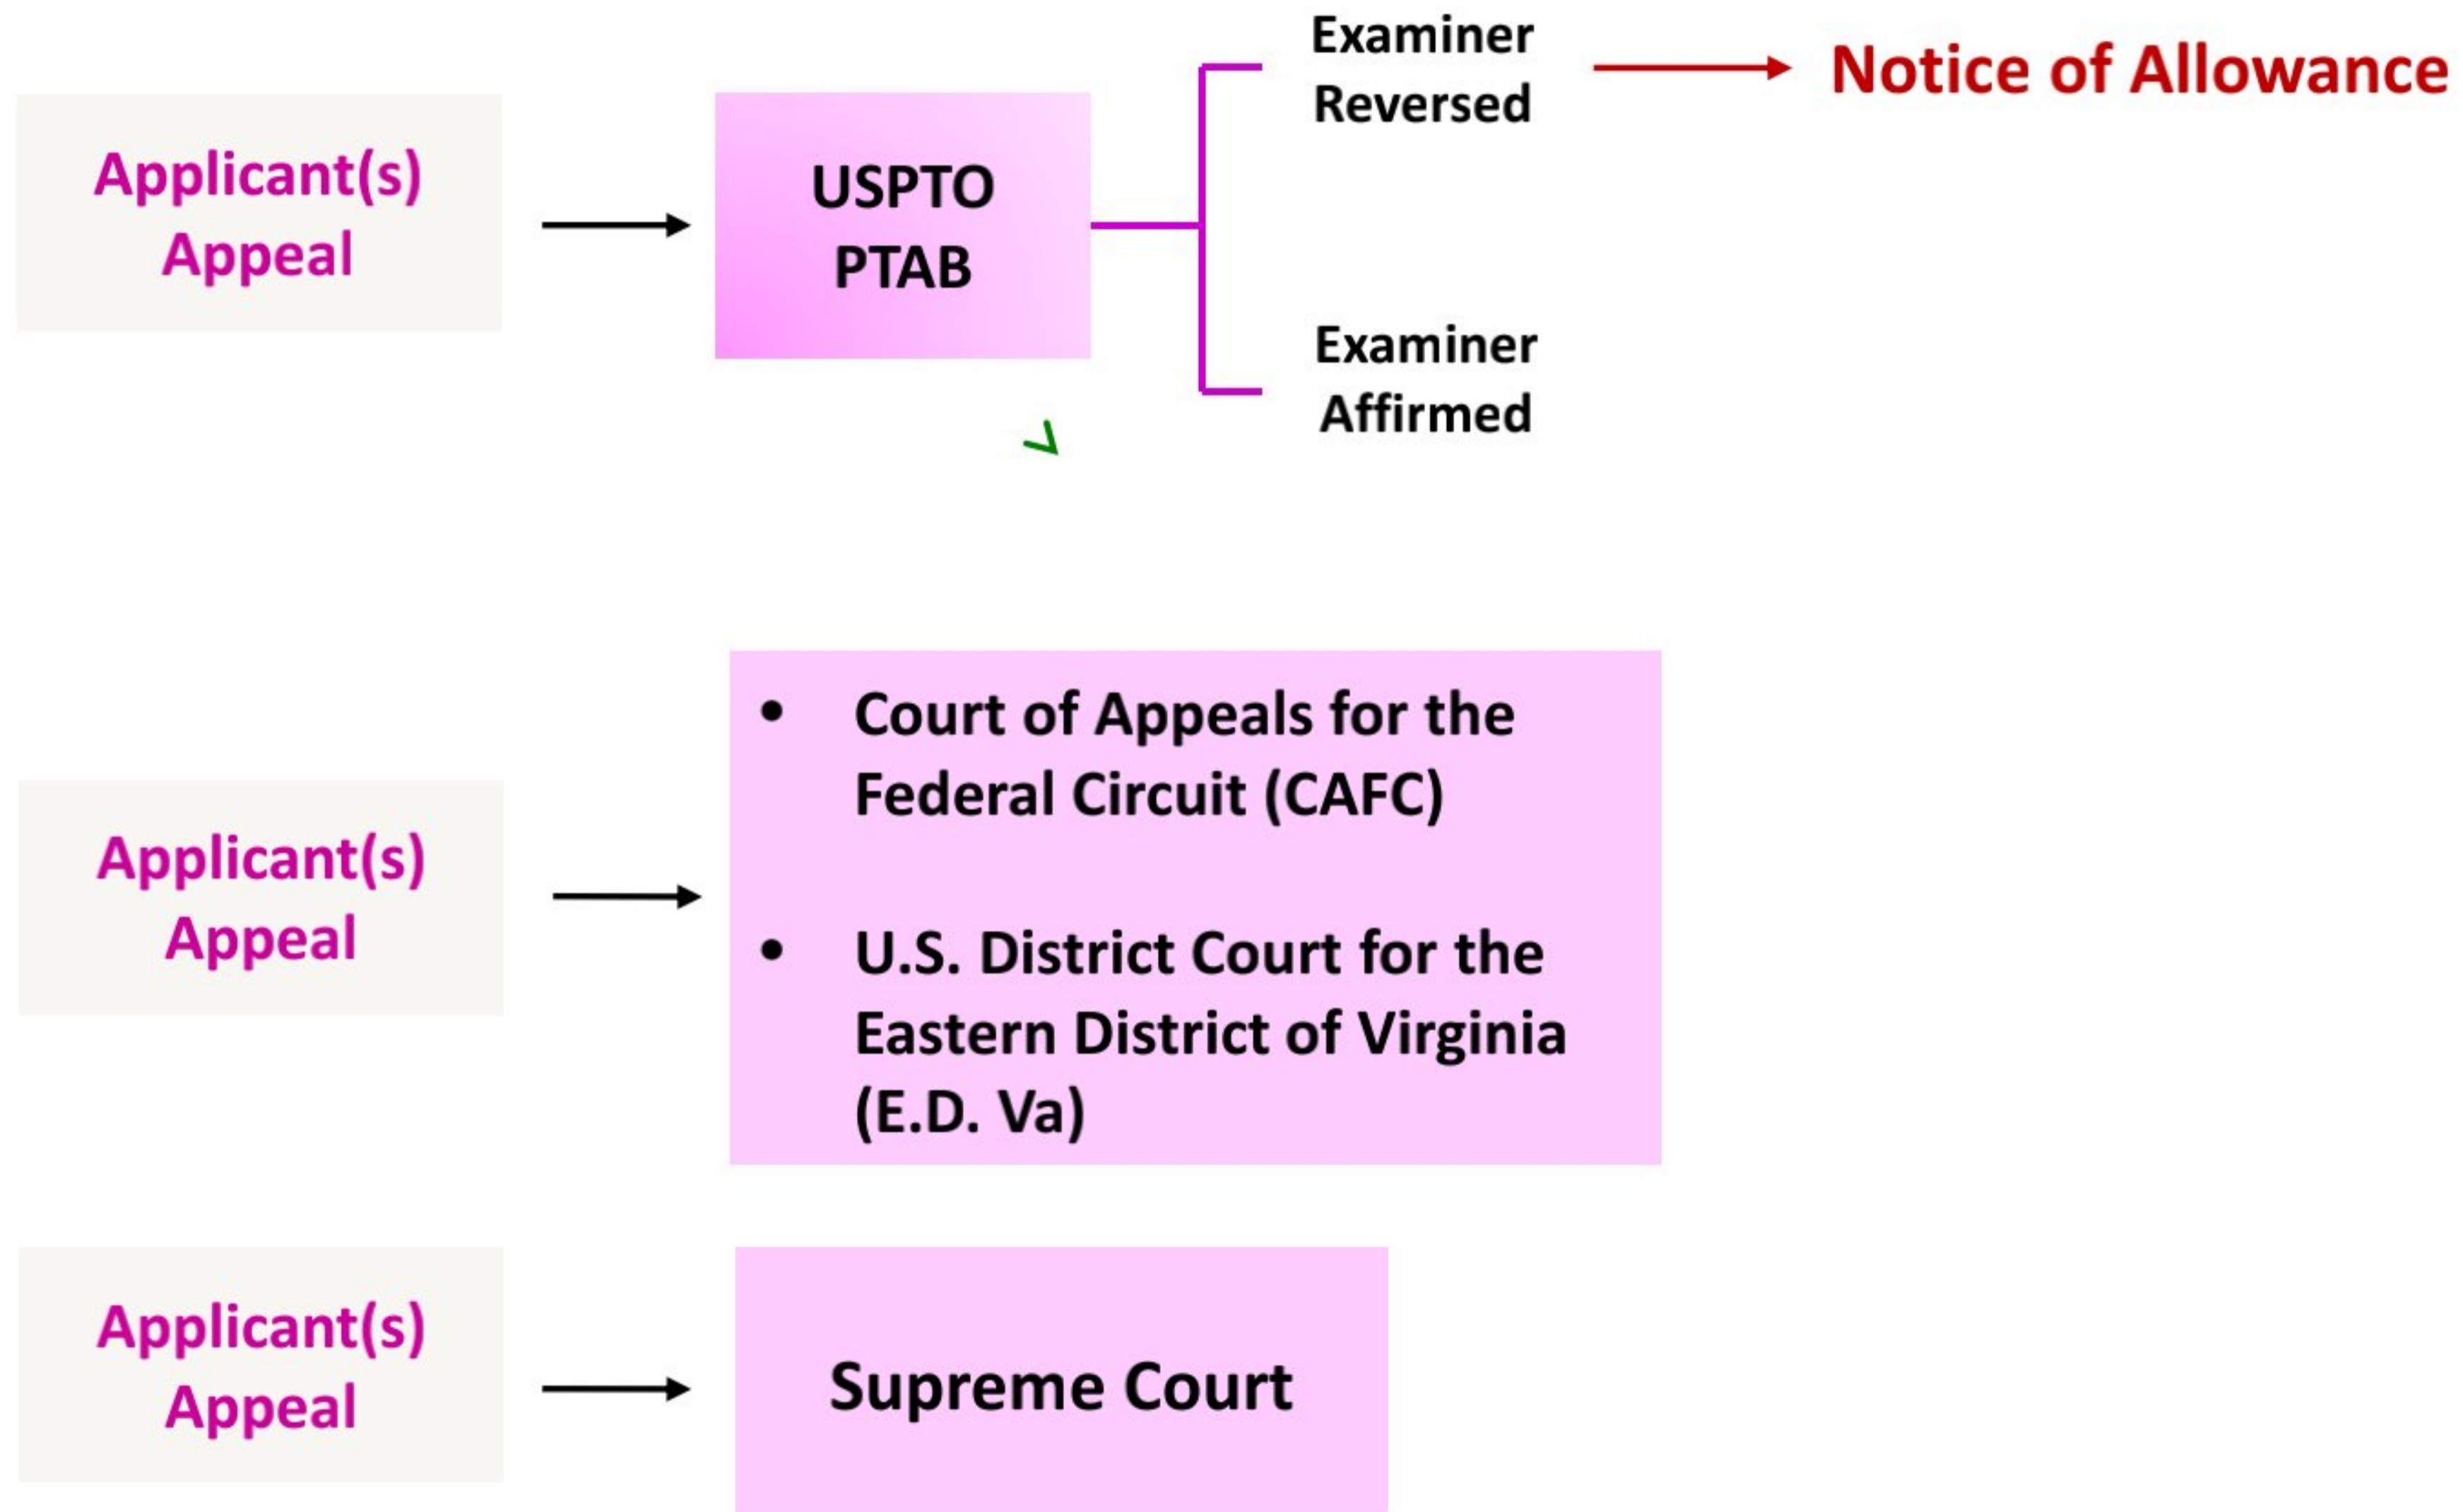 Applicant(s)
Appeal
USPTO
PTAB
Examiner
Reversed
Notice of Allowance
Examiner
Affirmed
Applicant(s)
Appeal
• Court of Appeals for the
Federal Circuit (CAFC)
• U.S. District Court for the
Eastern District of Virginia
(E.D. Va)
Applicant(s)
Appeal
Supreme Court